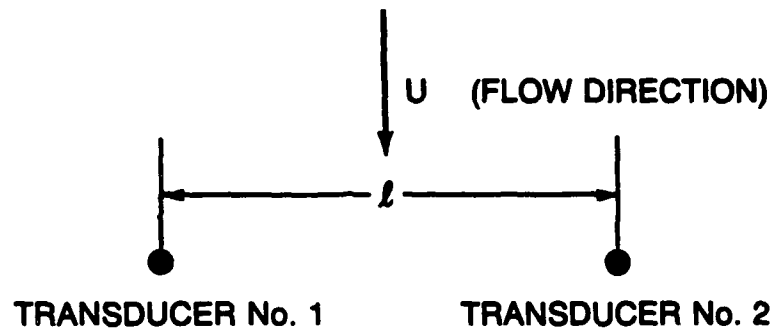 U (FLOW DIRECTION)
ℓ
TRANSDUCER No. 1 TRANSDUCER No. 2